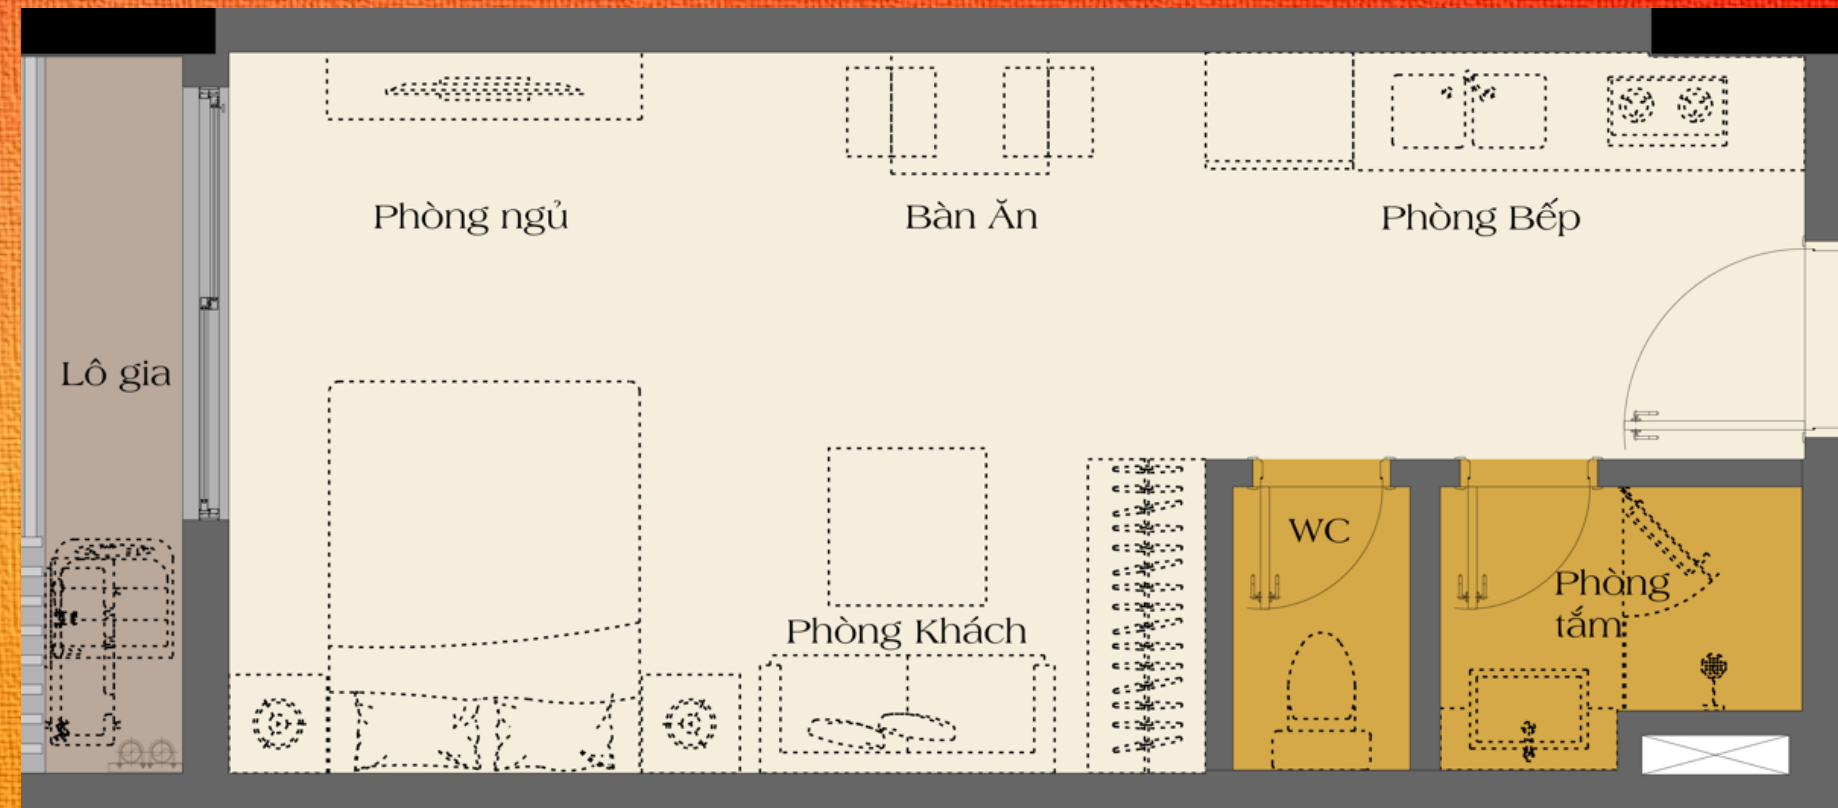 Phòng ngủ
Bàn Ăn
Phòng Bếp
Lô gia
WC
Phòng
tắm
Phòng Khách